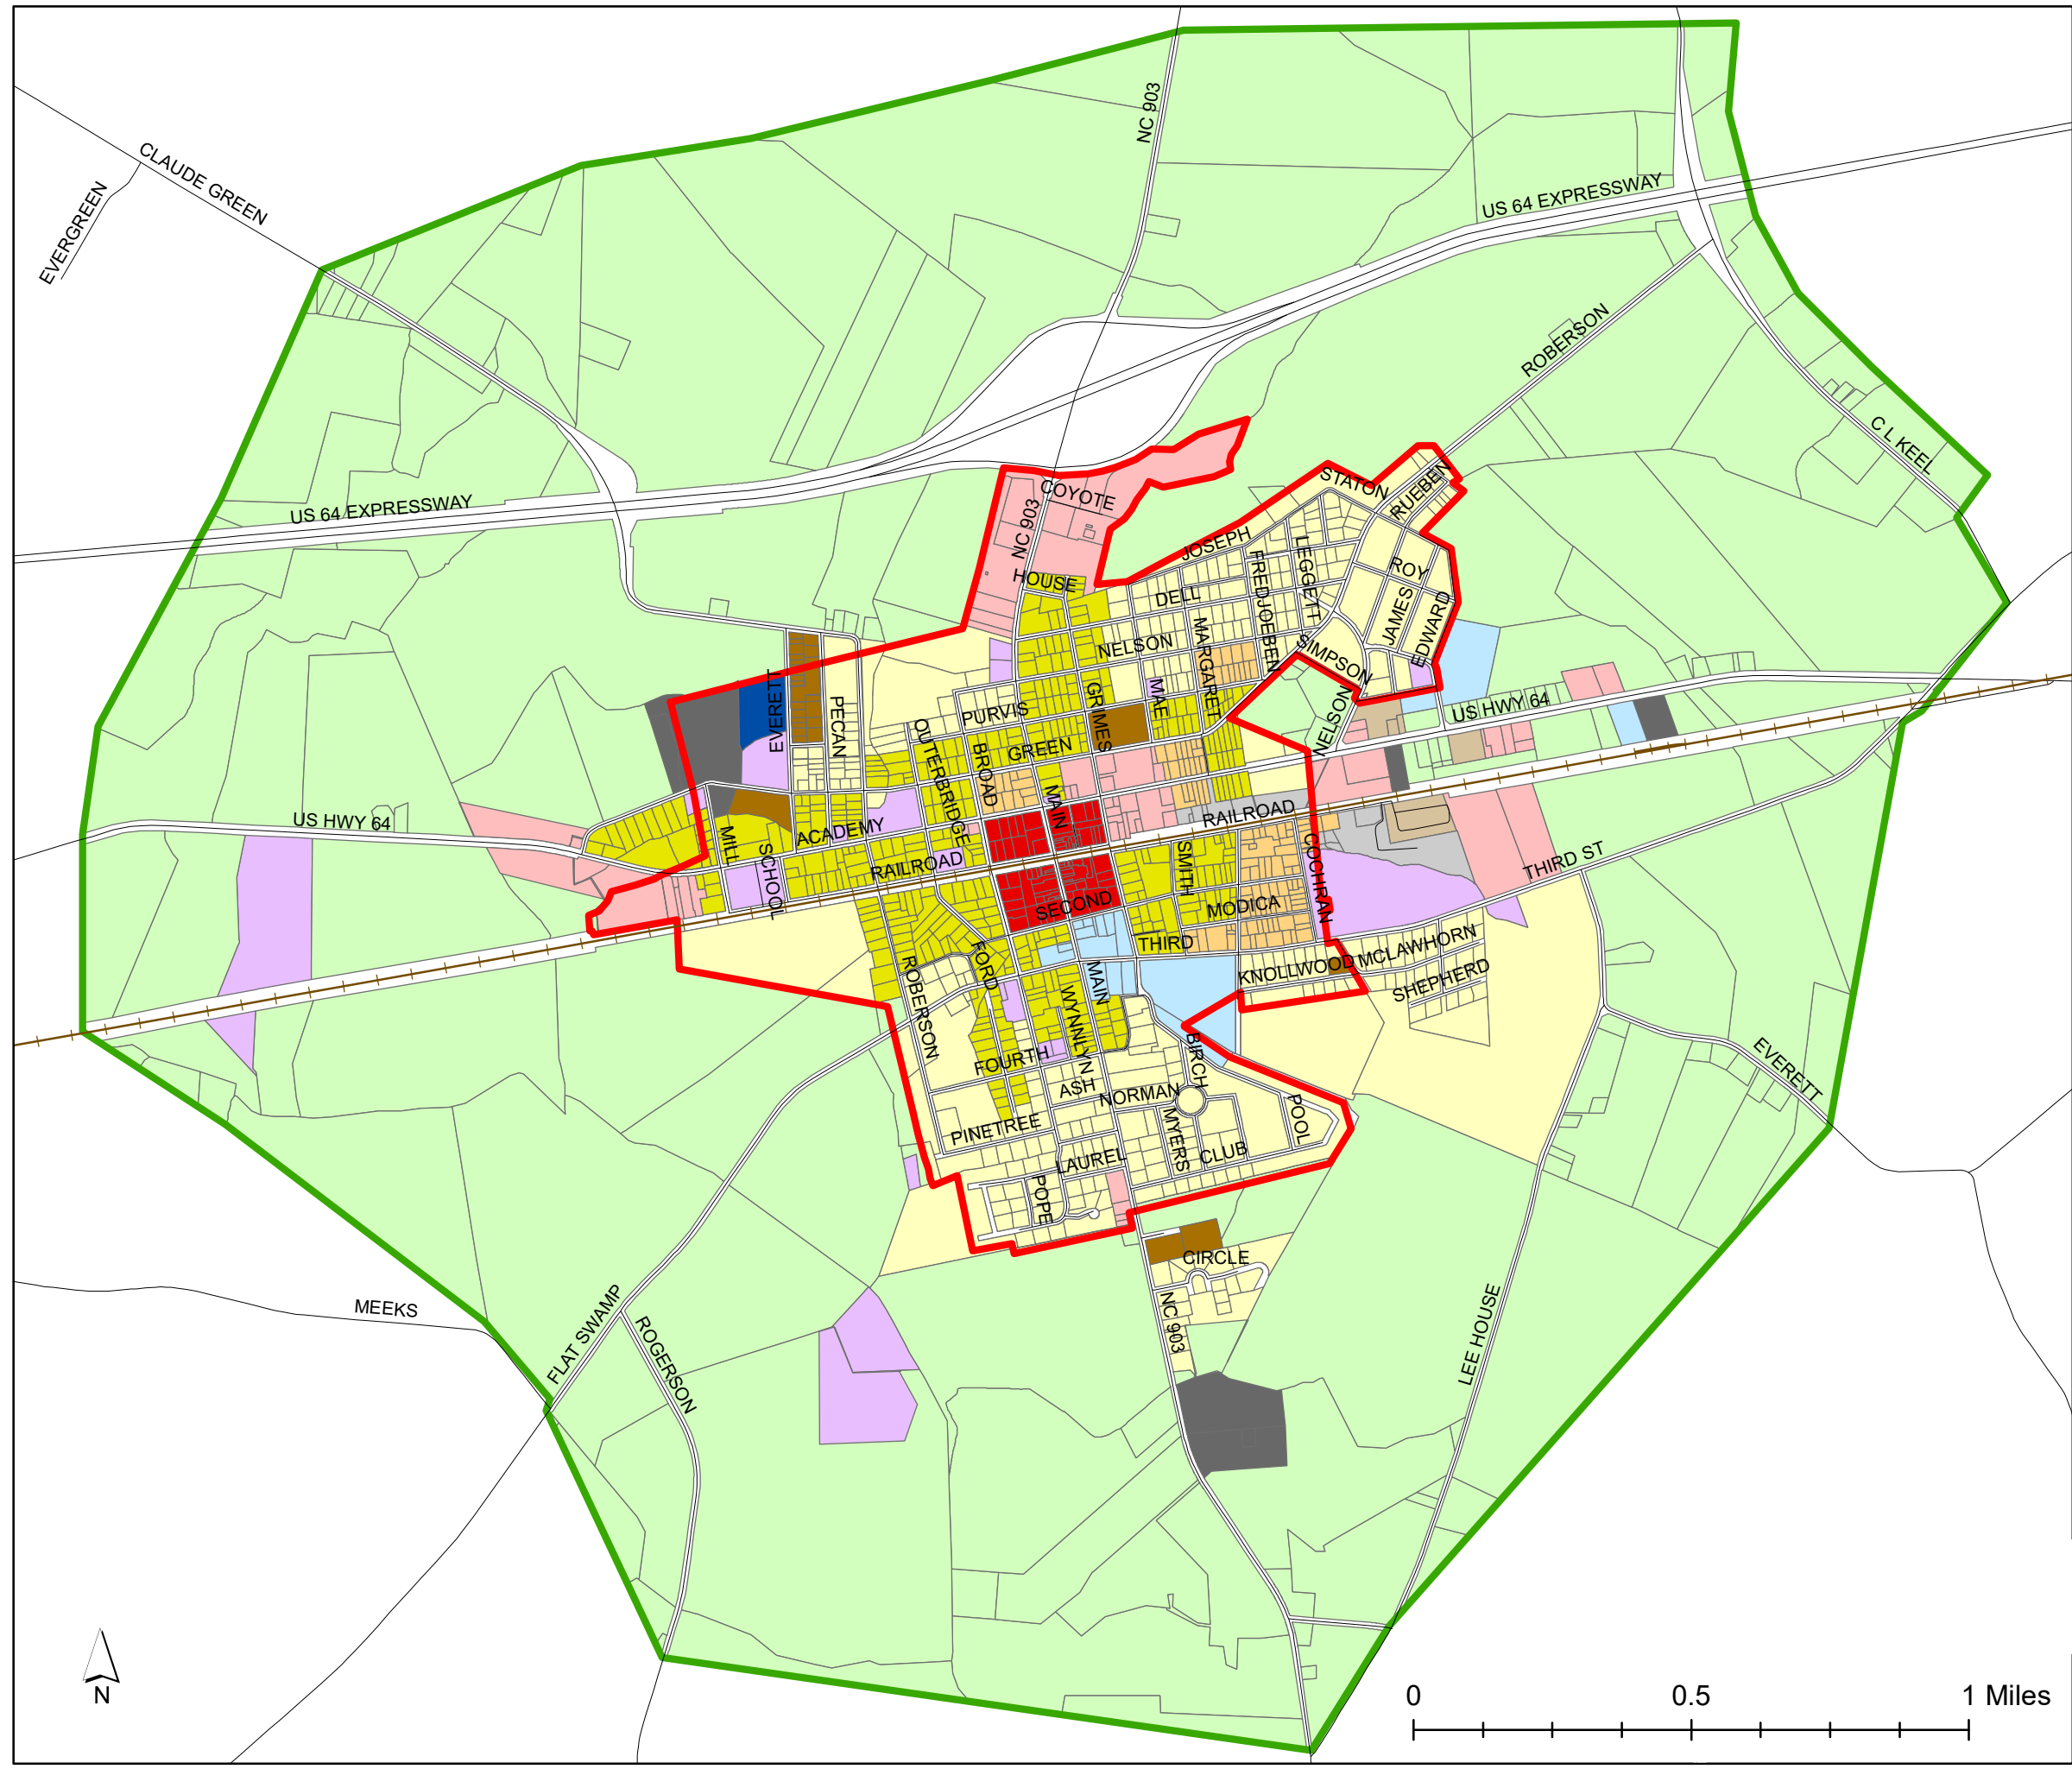 NC 903
CLAUDE GREEN
EVERGREEN
US 64 EXPRESSWAY
ROBERSON
C L KEEL
US 64 EXPRESSWAY
COYOTE
STATON
RUEBEN
NC 903
JOSEPH
LEGGETT
FREDJOEBEN
HOUSE
ROY
DELL
JAMES
EDWARD
NELSON
MARGARET
SIMPSON
EVERETT
PECAN
GRIMES
MAE
PURVIS
NELSON
US HWY 64
OUTERBRIDGE
BROAD
GREEN
MAIN
US HWY 64
RAILROAD
MILL
SCHOOL
ACADEMY
RAILROAD
SMITH
COCHRAN
THIRD ST
SECOND
MODICA
THIRD
MCLAWHORN
FORD
KNOLLWOOD
SHEPHERD
ROBERSON
MAIN
WYNNLYN
FOURTH
BIRCH
EVERETT
ASH
NORMAN
PINETREE
MYERS
POOL
LAUREL
CLUB
POPE
CIRCLE
MEEKS
FLAT SWAMP
ROGERSON
NC 903
LEE HOUSE
N
0 0.5 1 Miles